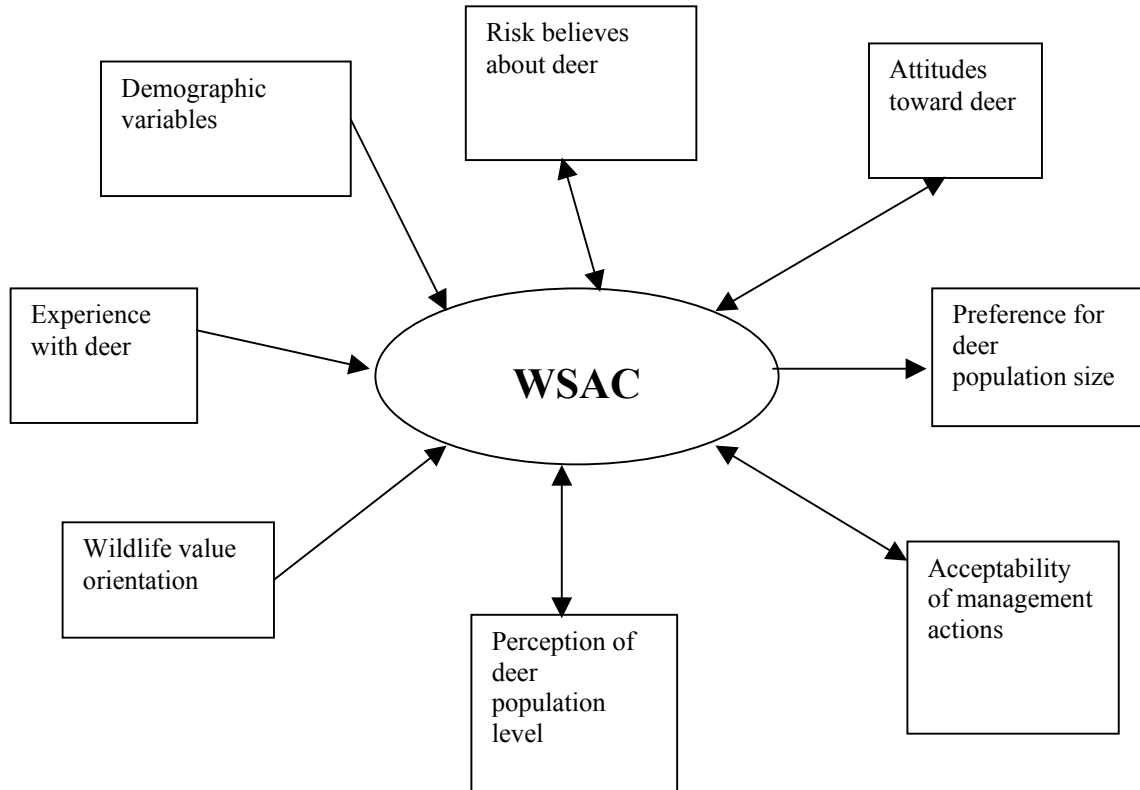 Risk believes
about deer
Attitudes
toward deer
Demographic
variables
Experience
with deer
WSAC
Preference for
deer
population size
Wildlife value
orientation
Perception of
deer
population
level
Acceptability
of management
actions